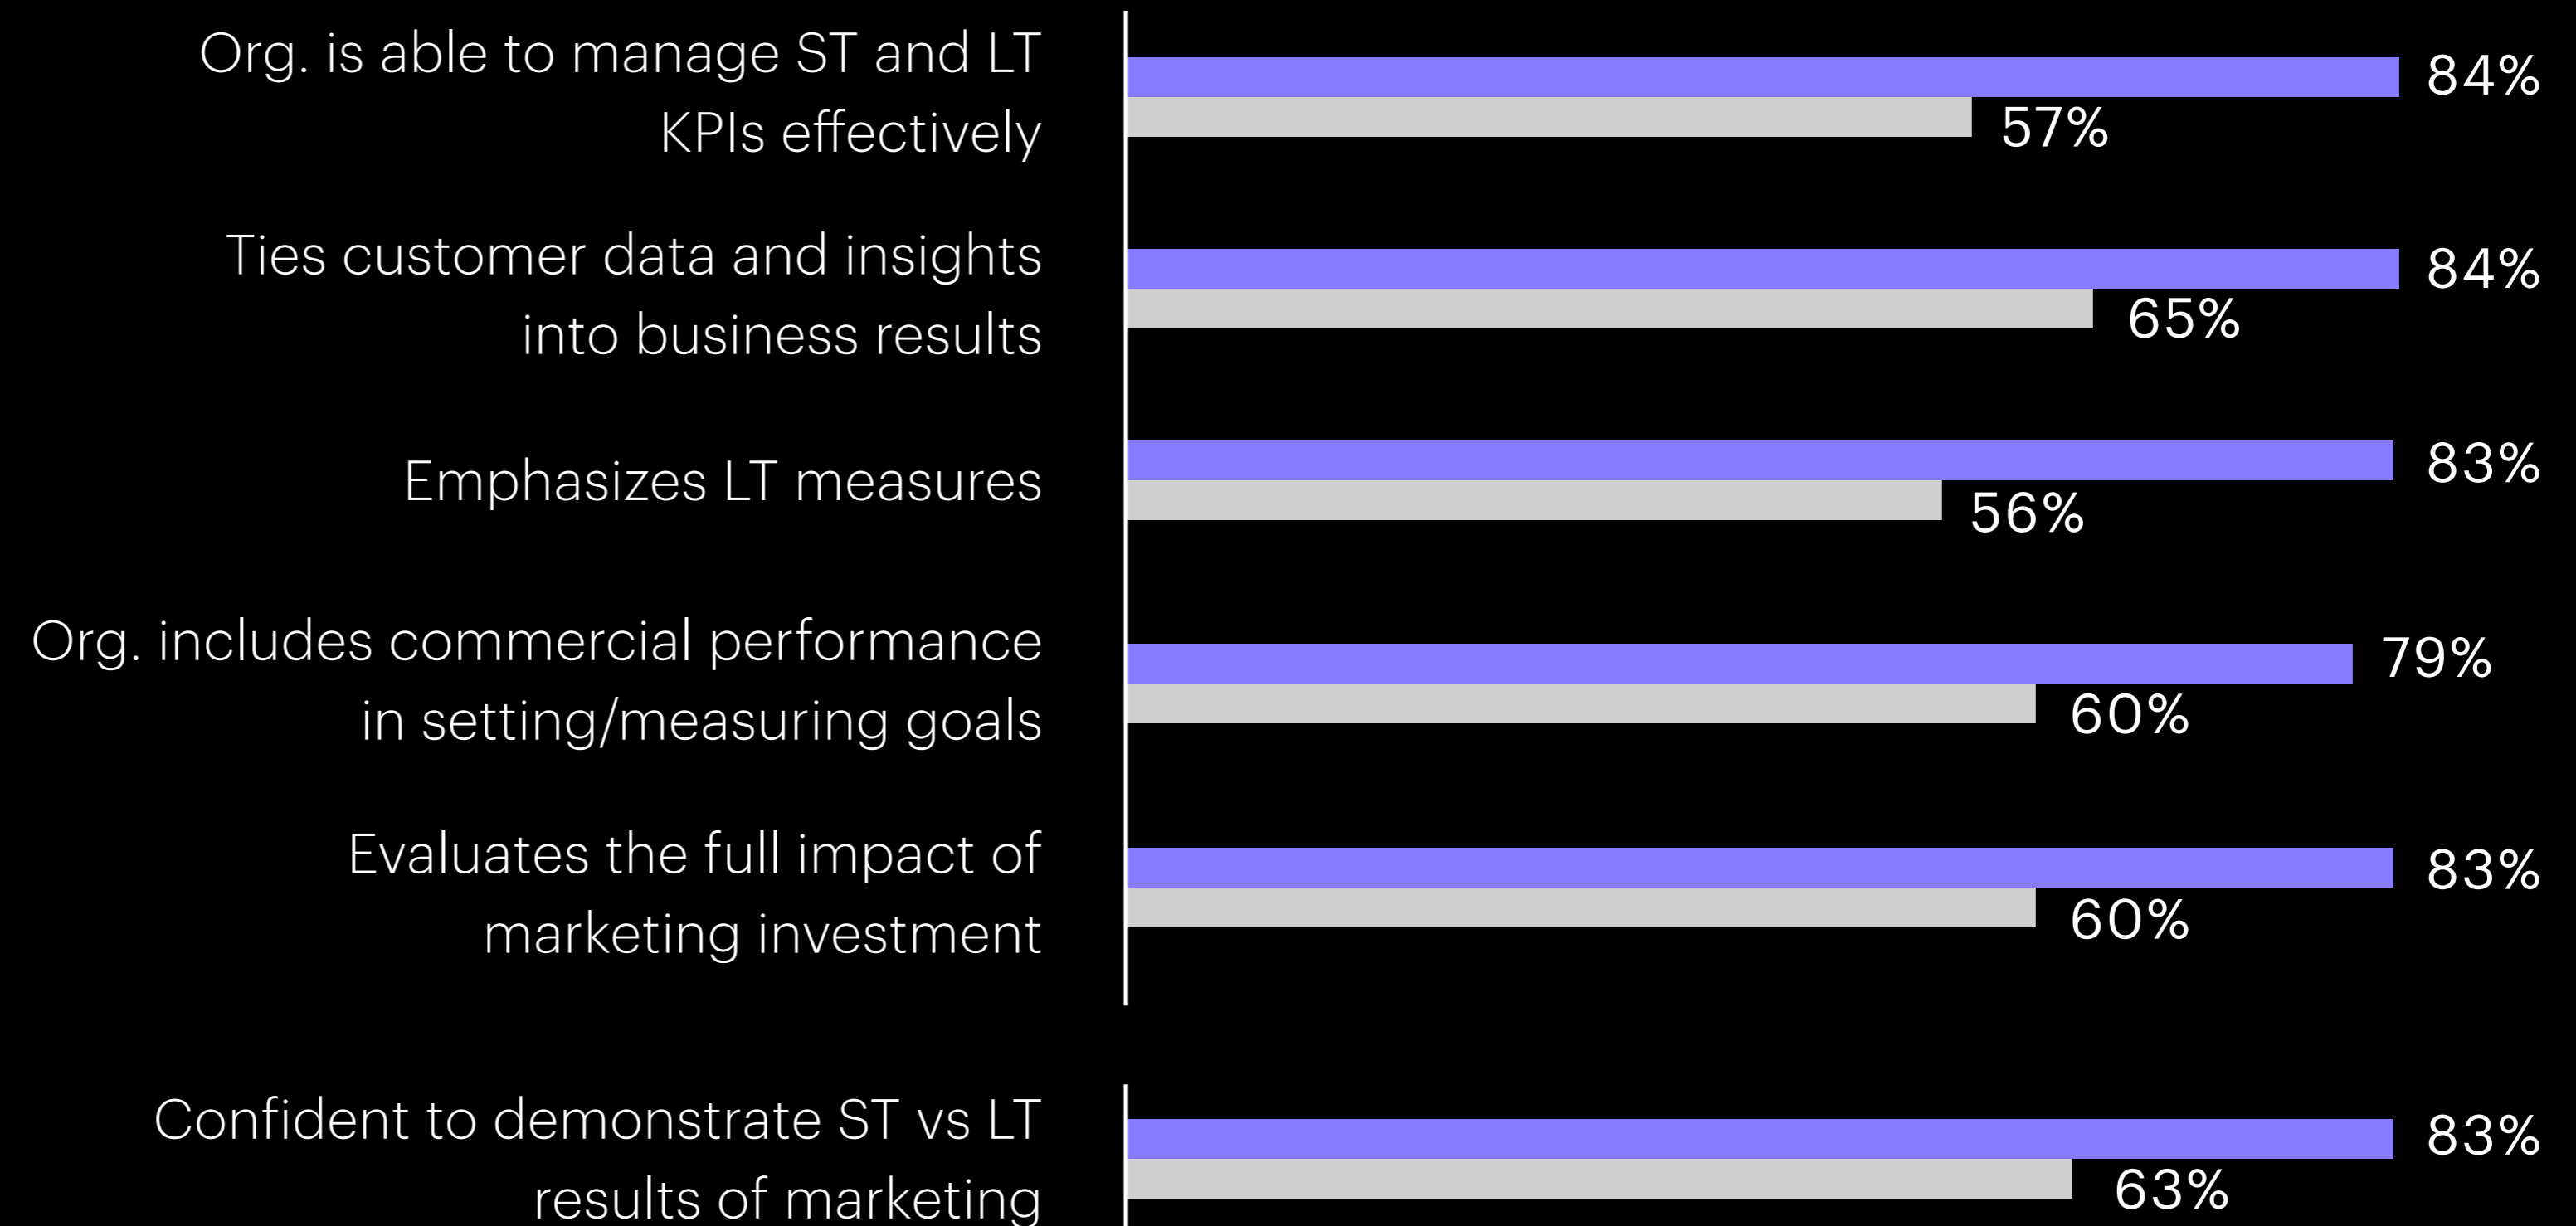 Org. is able to manage ST and LT
KPIs effectively
84%
57%
Ties customer data and insights
into business results
84%
65%
Emphasizes LT measures
83%
56%
Org. includes commercial performance
in setting/measuring goals
79%
60%
Evaluates the full impact of
marketing investment
83%
60%
Confident to demonstrate ST vs LT
results of marketing
83%
63%